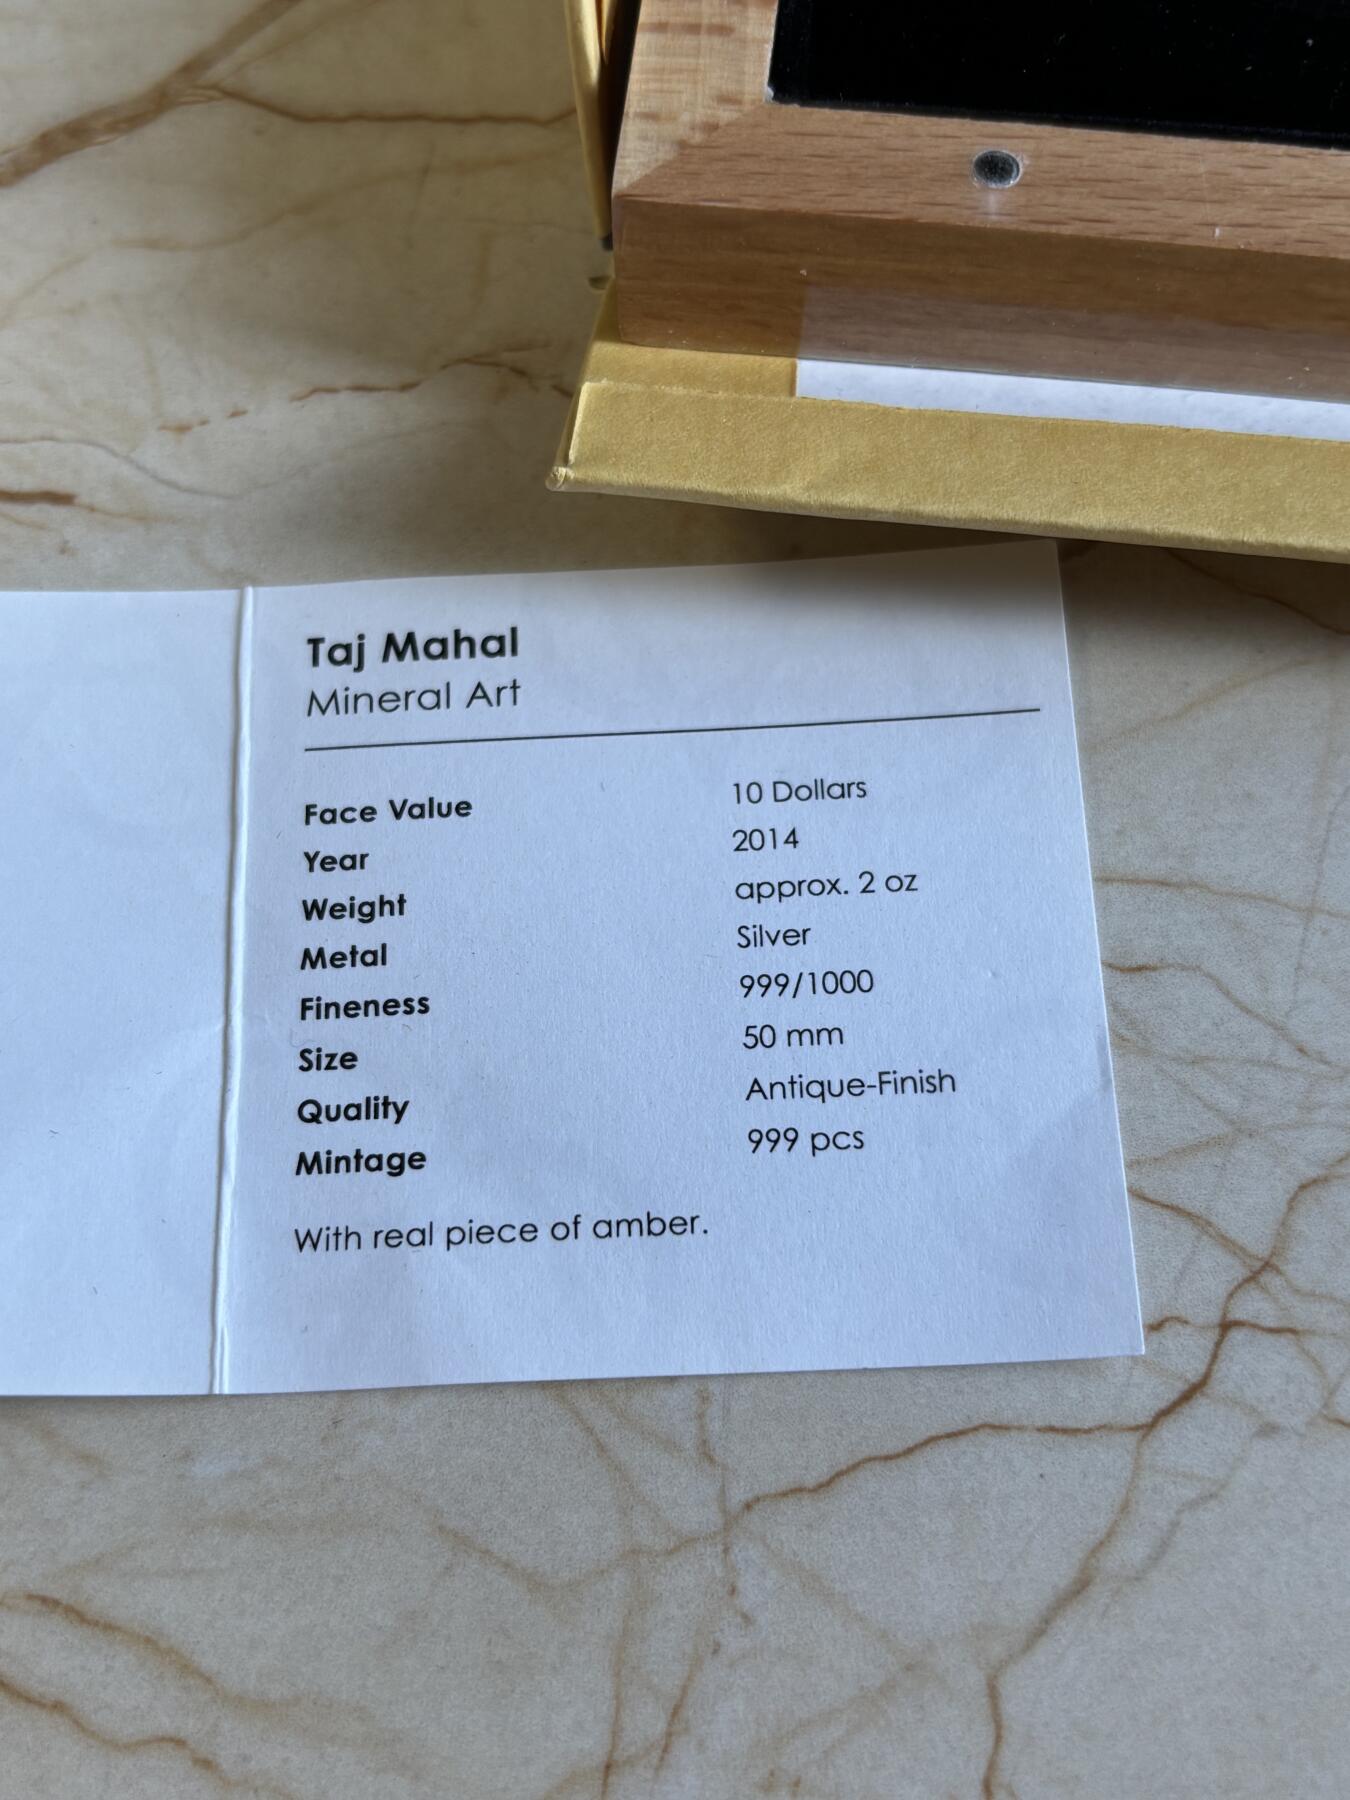 Taj Mahal
Mineral Art
Face Value 10 Dollars
Year 2014
Weight approx. 2 oz
Metal Silver
Fineness 999/1000
Size 50 mm
Quality Antique-Finish
Mintage 999 pcs
With real piece of amber.